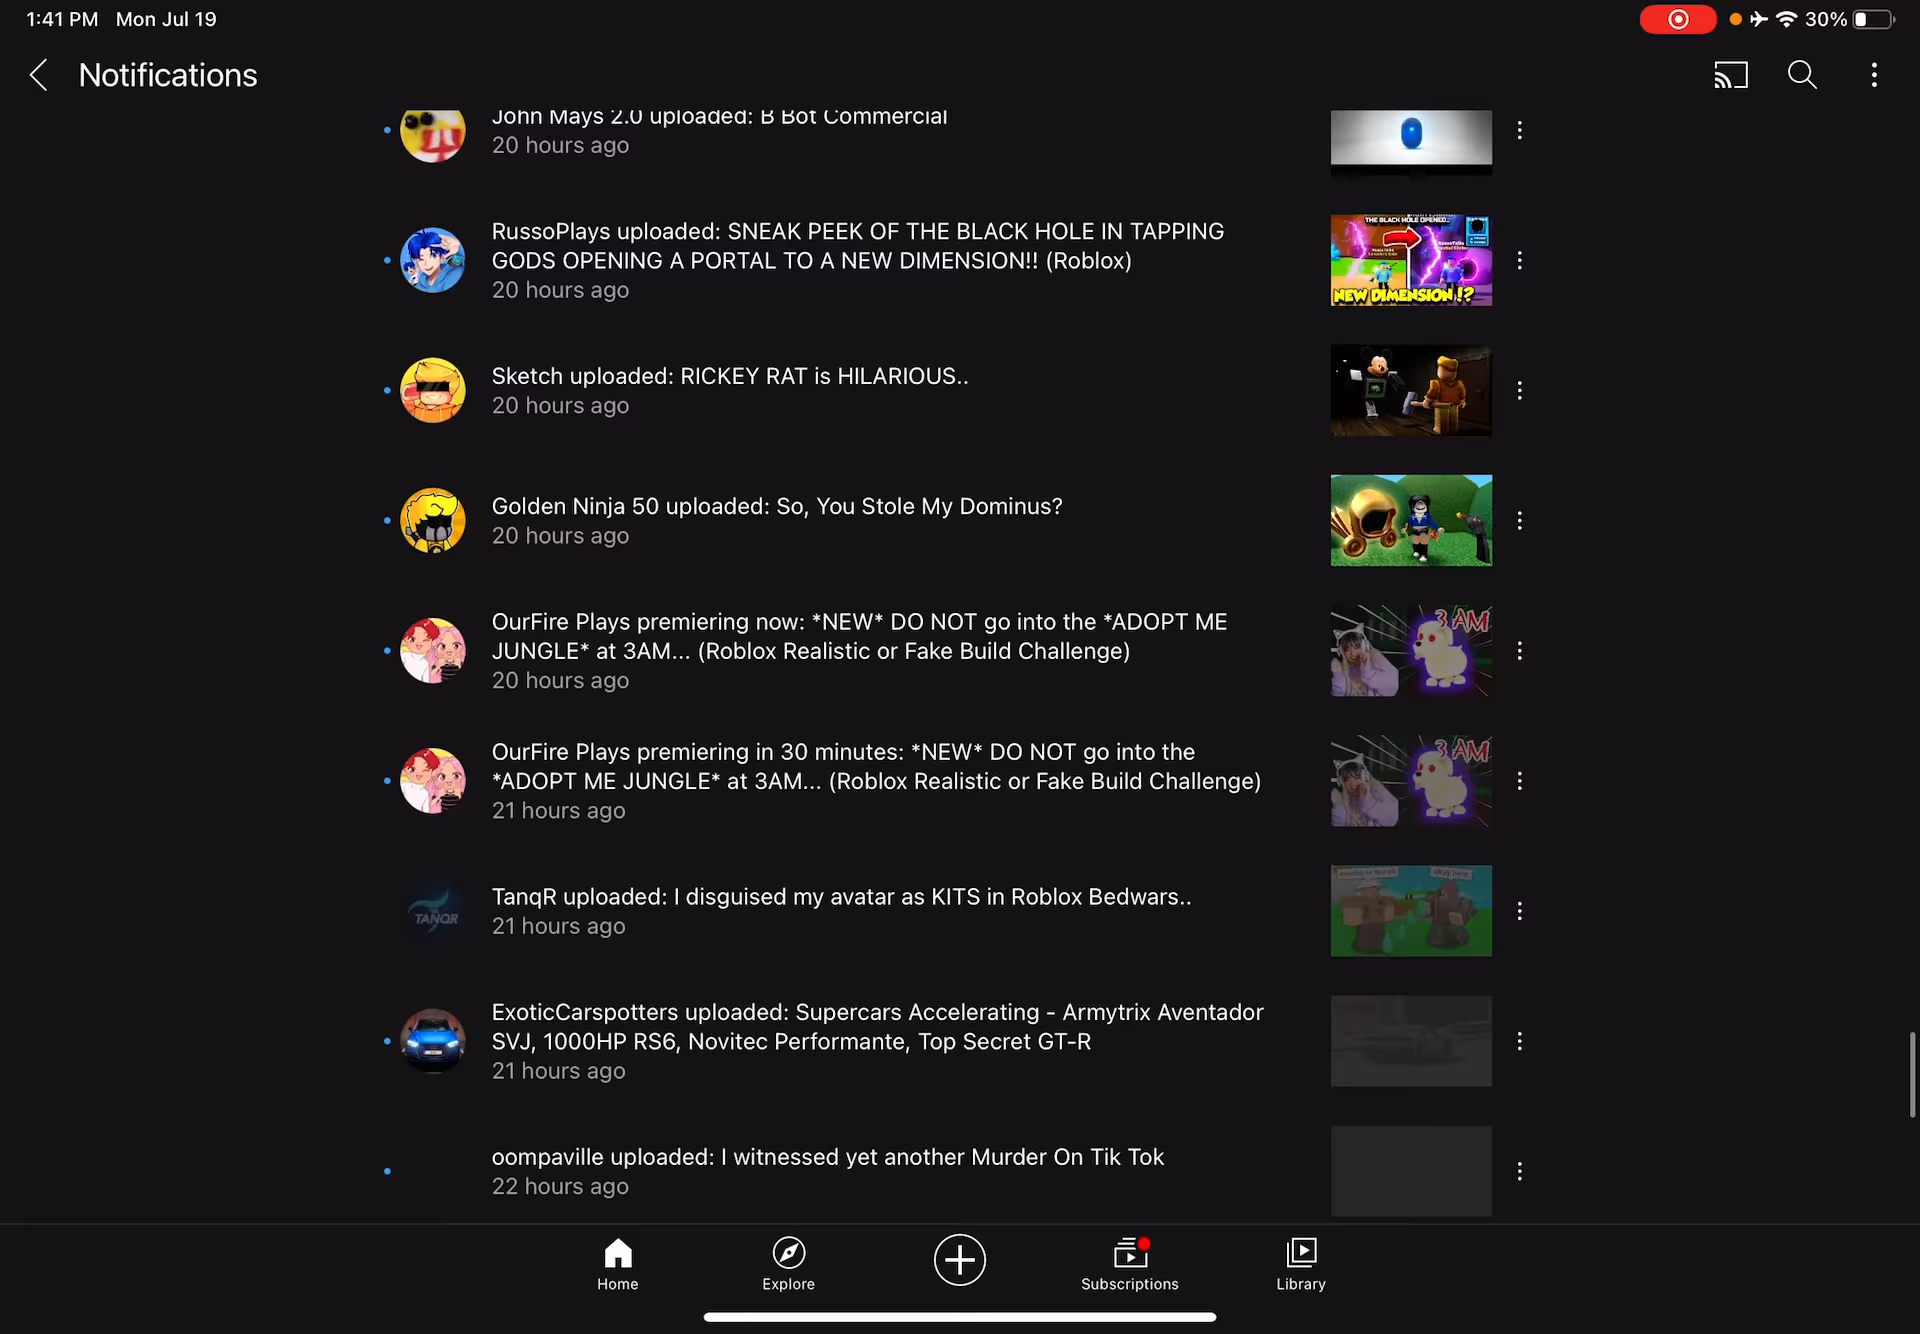 1:41 PM Mon Jul 19
30%
Notifications
John Mays 2.0 uploaded: B Bot Commercial
20 hours ago
RussoPlays uploaded: SNEAK PEEK OF THE BLACK HOLE IN TAPPING
GODS OPENING A PORTAL TO A NEW DIMENSION!! (Roblox)
20 hours ago
THE BLACK HOLE OPENED...
NEW DIMENSION!?
Sketch uploaded: RICKEY RAT is HILARIOUS..
20 hours ago
Golden Ninja 50 uploaded: So, You Stole My Dominus?
20 hours ago
OurFire Plays premiering now: *NEW* DO NOT go into the *ADOPT ME
JUNGLE* at 3AM... (Roblox Realistic or Fake Build Challenge)
20 hours ago
3 AM
OurFire Plays premiering in 30 minutes: *NEW* DO NOT go into the
*ADOPT ME JUNGLE* at 3AM... (Roblox Realistic or Fake Build Challenge)
21 hours ago
3 AM
TANQR
TanqR uploaded: I disguised my avatar as KITS in Roblox Bedwars..
21 hours ago
okay here
ExoticCarspotters uploaded: Supercars Accelerating - Armytrix Aventador
SVJ, 1000HP RS6, Novitec Performante, Top Secret GT-R
21 hours ago
oompaville uploaded: I witnessed yet another Murder On Tik Tok
22 hours ago
Home
Explore
Subscriptions
Library